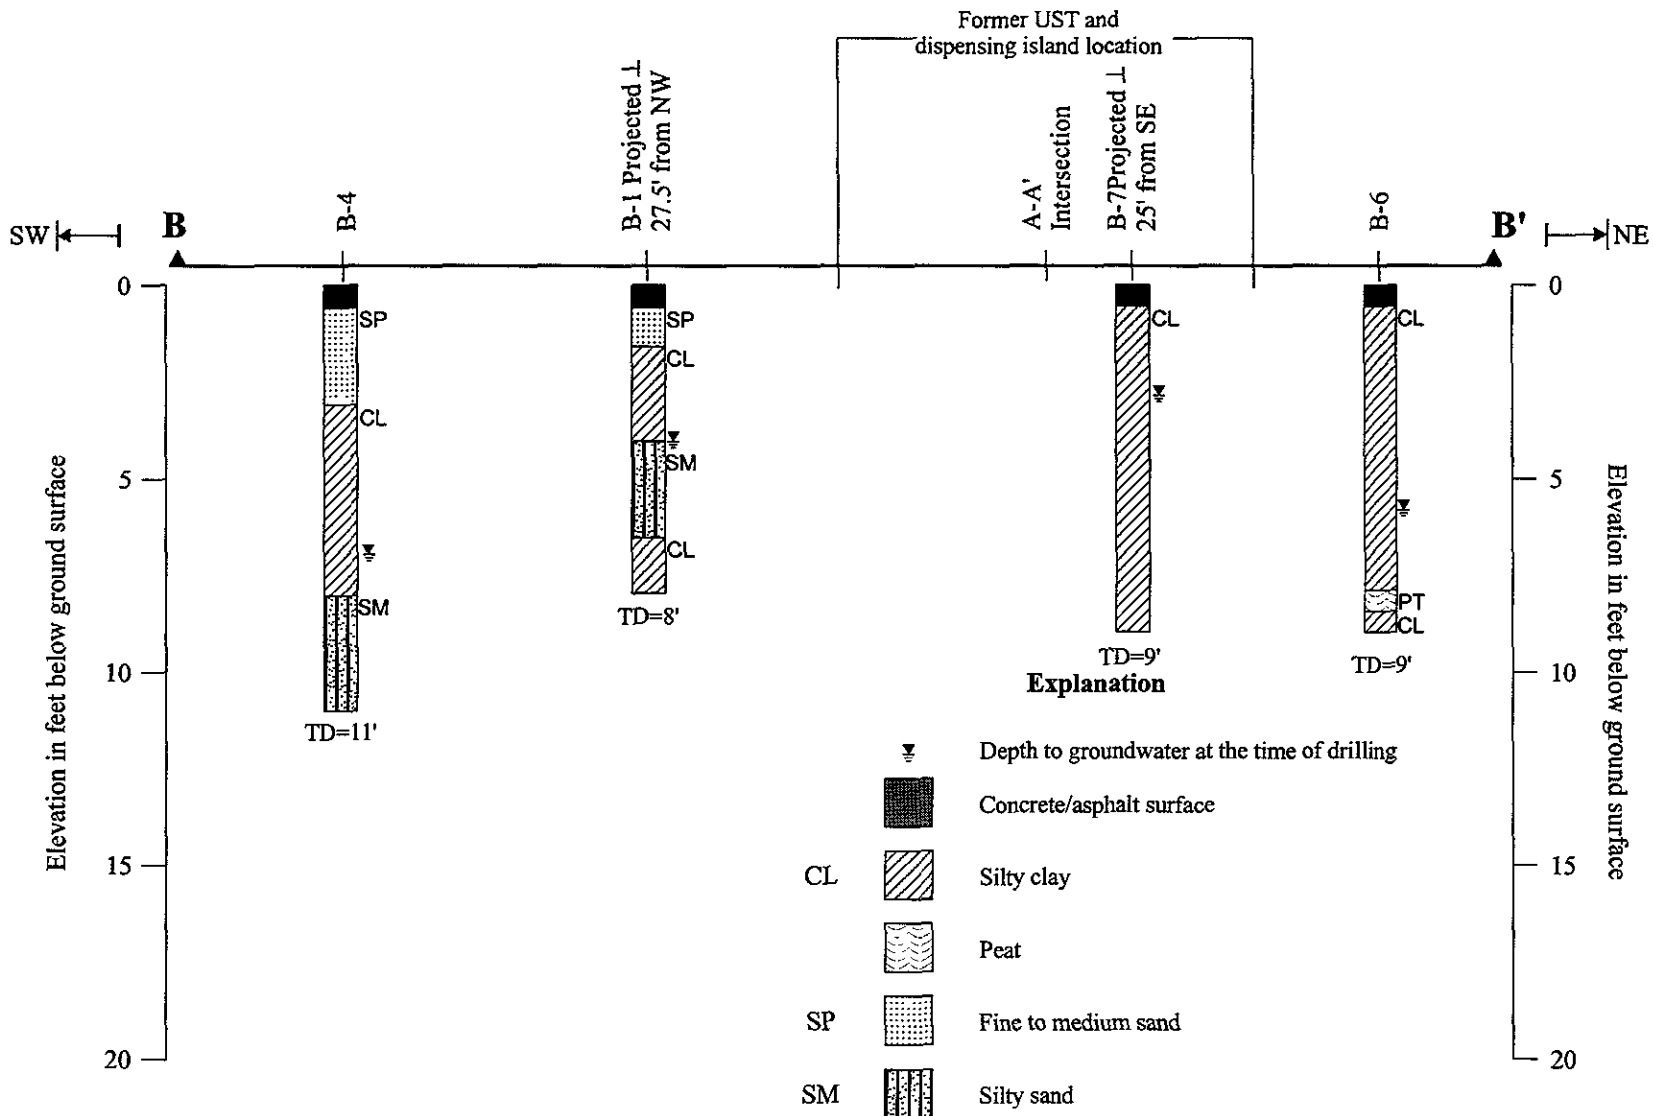 Former UST and
dispensing island location
B-4
B-1 Projected ⊥
27.5' from NW
A-A'
Intersection
B-7Projected ⊥
25' from SE
B-6
SW
B
B'
NE
0
5
10
15
20
Elevation in feet below ground surface
SP
CL
SM
TD=11'
SP
CL
SM
CL
TD=8'
CL
TD=9'
CL
PT
CL
TD=9'
0
5
10
15
20
Elevation in feet below ground surface
Explanation
Depth to groundwater at the time of drilling
Concrete/asphalt surface
CL Silty clay
Peat
SP Fine to medium sand
SM Silty sand